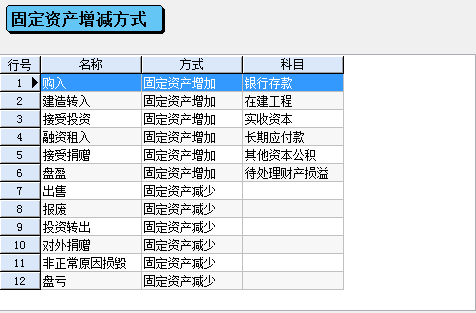 固定资产增减方式
行号 名称 方式 科目
1 购入 固定资产增加 银行存款
2 建造转入 固定资产增加 在建工程
3 接受投资 固定资产增加 实收资本
4 融资租入 固定资产增加 长期应付款
5 接受捐赠 固定资产增加 其他资本公积
6 盘盈 固定资产增加 待处理财产损溢
7 出售 固定资产减少
8 报废 固定资产减少
9 投资转出 固定资产减少
10 对外捐赠 固定资产减少
11 非正常原因损毁 固定资产减少
12 盘亏 固定资产减少